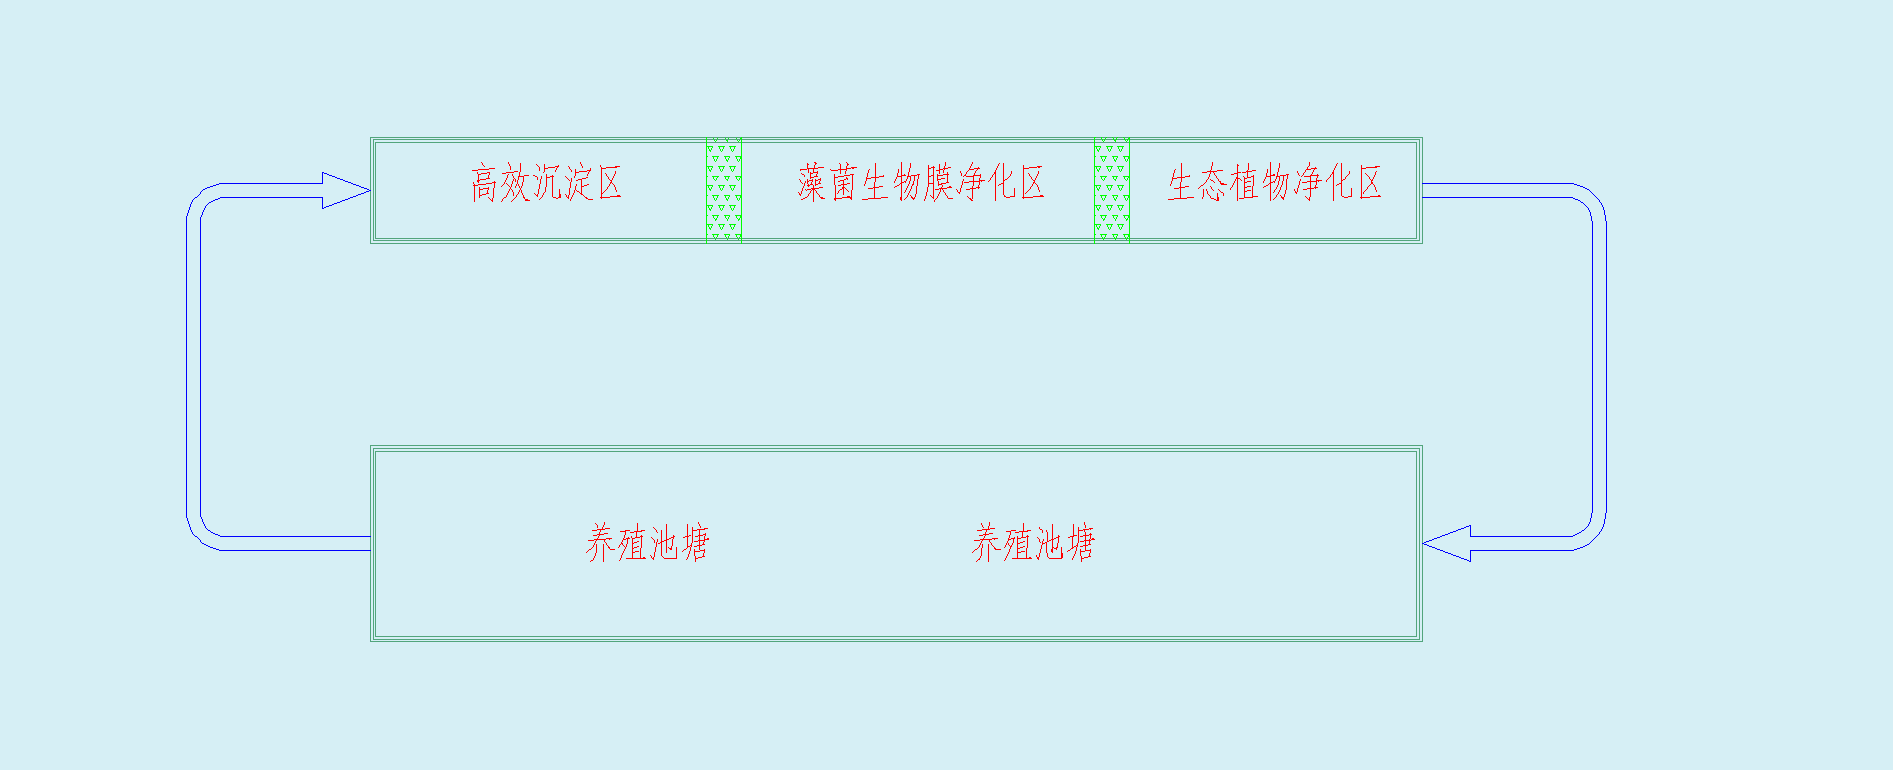 高效沉淀区
藻菌生物膜净化区
生态植物净化区
养殖池塘
养殖池塘